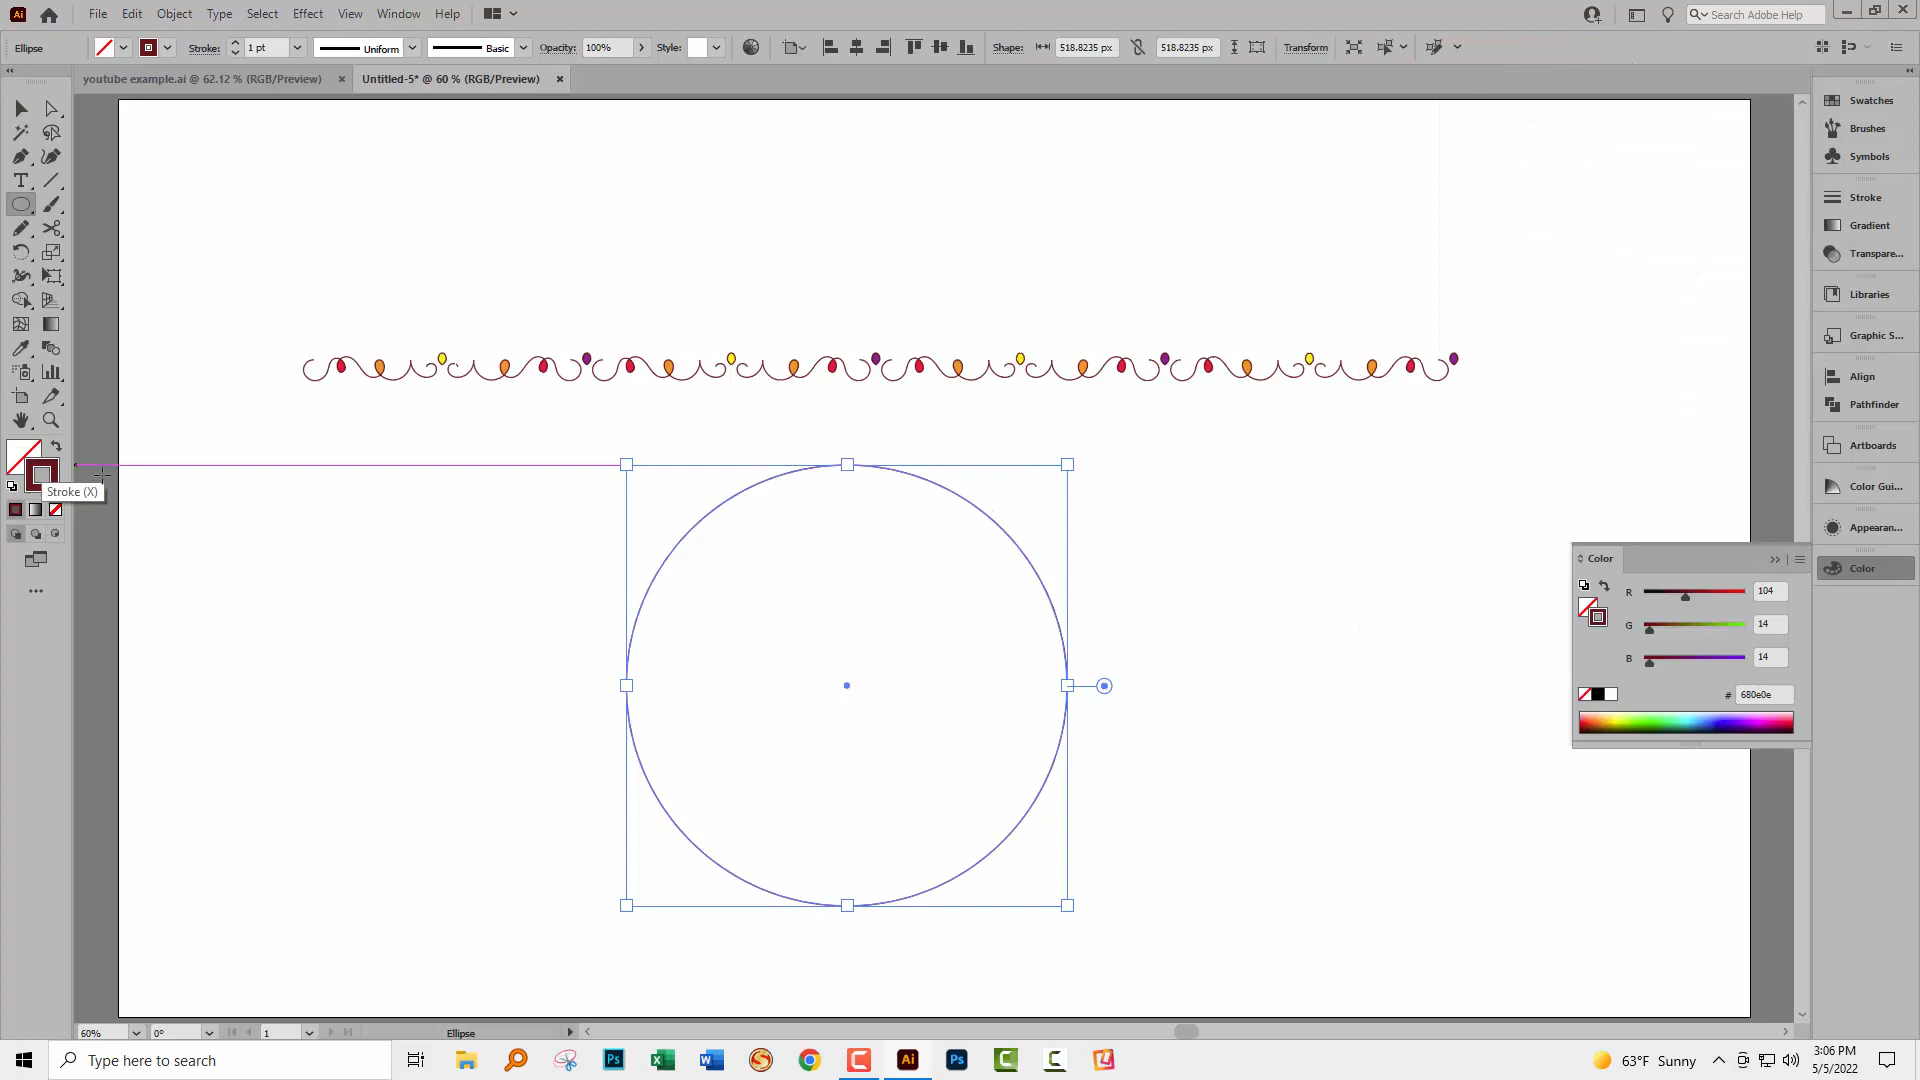 Ai File Edit Object Type Select Effect View Window Help Search Adobe Help
Ellipse Stroke: 1 pt Uniform Basic Opacity: 100% Style: Shape: 518.8235 px 518.8235 px Transform
youtube example.ai @ 62.12 % (RGB/Preview) × Untitled-5* @ 60 % (RGB/Preview) ×
Swatches
Brushes
Symbols
Stroke
Gradient
Transpare...
Libraries
Graphic S...
Align
Pathfinder
Artboards
Color Gui...
Appearan...
Color
Stroke (X)
Color
R 104
G 14
B 14
# 680e0e
60% 0° 1 Ellipse
Type here to search Ps Ai Ps 63°F Sunny 3:06 PM
5/5/2022